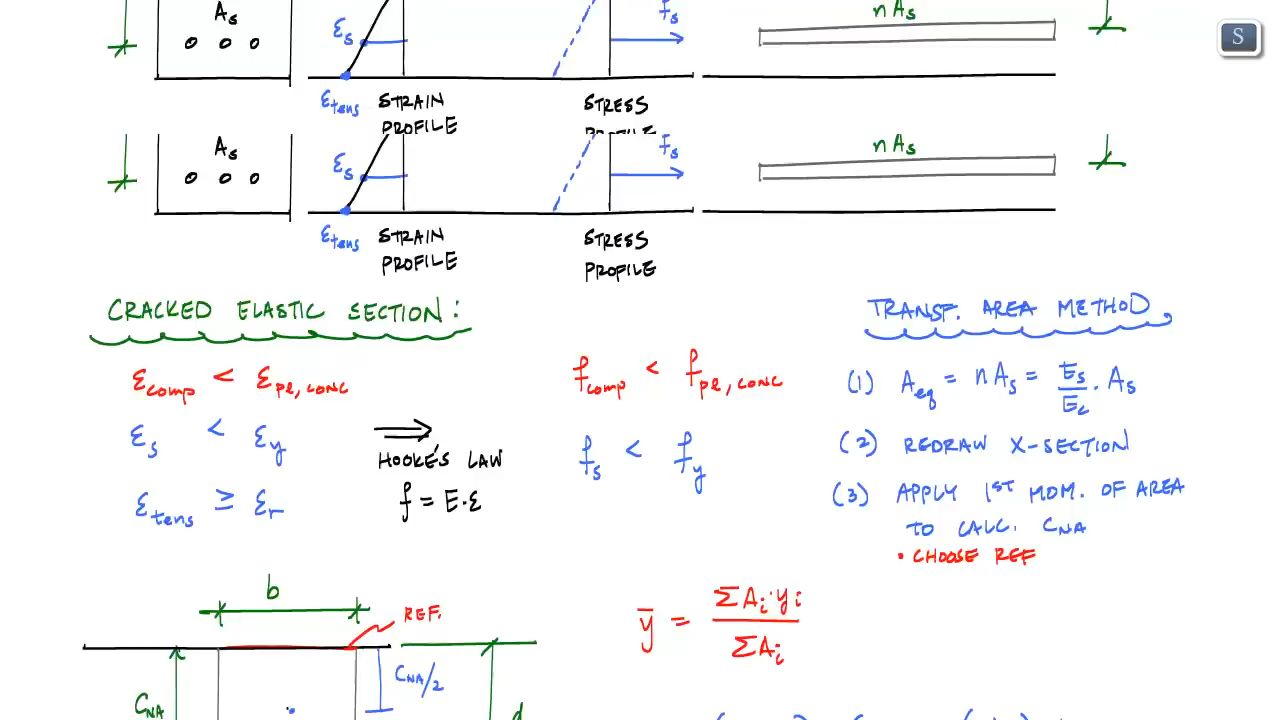 As
εs
fs
nAs
εtens
STRAIN
PROFILE
STRESS
PROFILE
S
As
εs
fs
nAs
εtens
STRAIN
PROFILE
STRESS
PROFILE
CRACKED ELASTIC SECTION:
εcomp < εpl,conc
εs < εy
εtens ≥ εr
⟹
HOOKE'S LAW
f = E·ε
fcomp < fpl,conc
fs < fy
TRANSF. AREA METHOD
(1) Aeq = nAs = Es/Ec · As
(2) REDRAW X-SECTION
(3) APPLY 1ST MOM. OF AREA
TO CALC. CNA
• CHOOSE REF
b
REF.
CNA
CNA/2
d
ȳ = ΣAi·yi / ΣAi